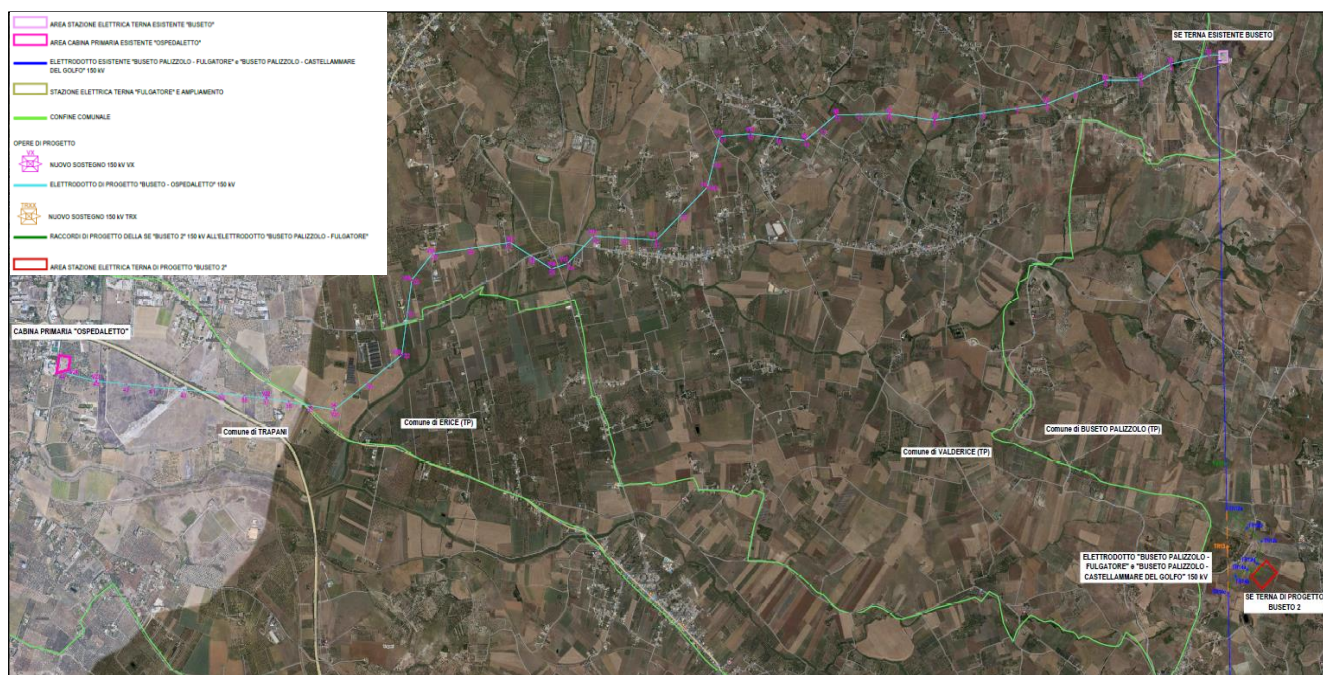 AREA STAZIONE ELETTRICA TERNA ESISTENTE "BUSETO"
AREA CABINA PRIMARIA ESISTENTE "OSPEDALETTO"
ELETTRODOTTO ESISTENTE "BUSETO PALIZZOLO - FULGATORE" e "BUSETO PALIZZOLO - CASTELLAMMARE
DEL GOLFO" 150 kV
STAZIONE ELETTRICA TERNA "FULGATORE" E AMPLIAMENTO
CONFINE COMUNALE
OPERE DI PROGETTO
VX
NUOVO SOSTEGNO 150 kV VX
ELETTRODOTTO DI PROGETTO "BUSETO - OSPEDALETTO" 150 kV
TRX
NUOVO SOSTEGNO 150 kV TRX
RACCORDI DI PROGETTO DELLA SE "BUSETO 2" 150 kV ALL'ELETTRODOTTO "BUSETO PALIZZOLO - FULGATORE"
AREA STAZIONE ELETTRICA TERNA DI PROGETTO "BUSETO 2"
SE TERNA ESISTENTE BUSETO
CABINA PRIMARIA "OSPEDALETTO"
Comune di TRAPANI
Comune di ERICE (TP)
Comune di VALDERICE (TP)
Comune di BUSETO PALIZZOLO (TP)
ELETTRODOTTO "BUSETO PALIZZOLO -
FULGATORE" e "BUSETO PALIZZOLO -
CASTELLAMMARE DEL GOLFO" 150 kV
SE TERNA DI PROGETTO
BUSETO 2